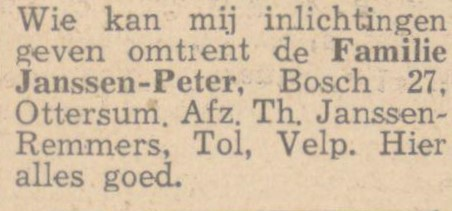 Wie kan mij inlichtingen
geven omtrent de Familie
Janssen-Peter, Bosch 27,
Ottersum. Afz. Th. Janssen-
Remmers, Tol, Velp. Hier
alles goed.